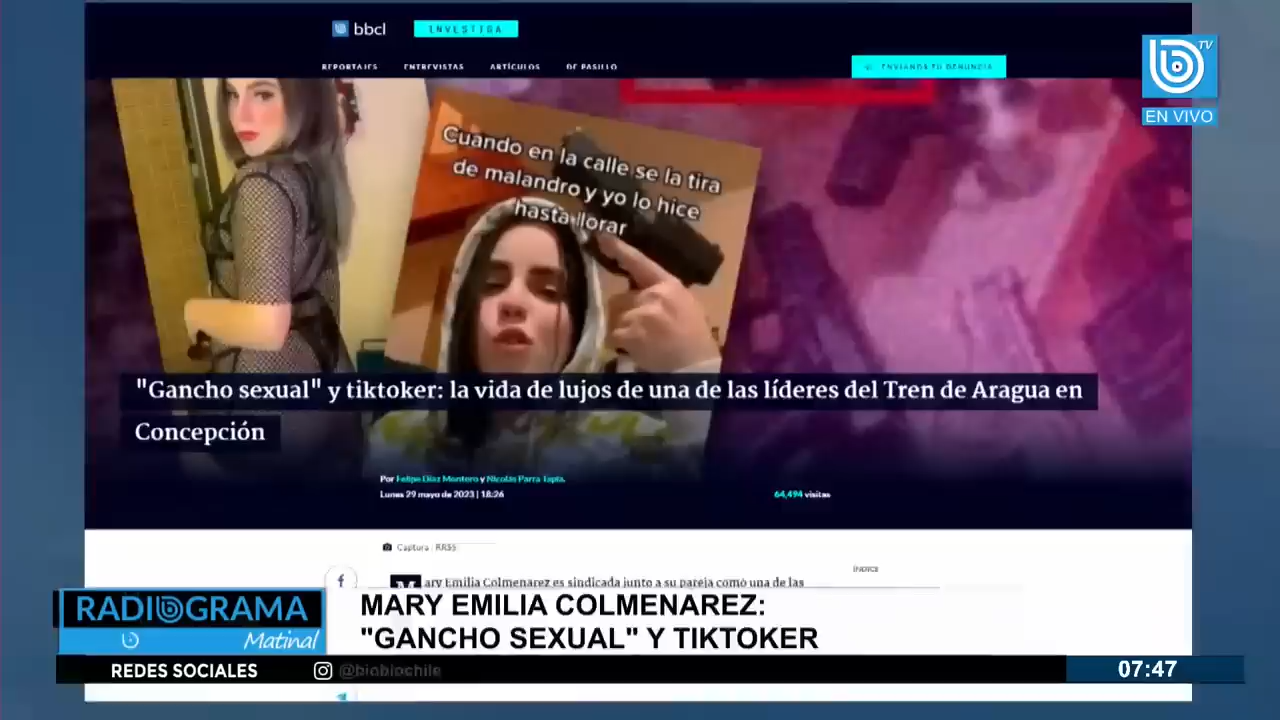 bbcl
INVESTIGA
REPORTAJES
ENTREVISTAS
ARTÍCULOS
DE PASILLO
ENVIANOS TU DENUNCIA
TV
EN VIVO
Cuando en la calle se la tira
de malandro y yo lo hice
hasta llorar
"Gancho sexual" y tiktoker: la vida de lujos de una de las líderes del Tren de Aragua en
Concepción
Por Felipe Díaz Montero y Nicolás Parra Tapia.
Lunes 29 mayo de 2023 | 18:26
64,494 visitas
Captura | RRSS
ÍNDICE
Mary Emilia Colmenarez es sindicada junto a su pareja como una de las
RADIOGRAMA
Matinal
MARY EMILIA COLMENAREZ:
"GANCHO SEXUAL" Y TIKTOKER
REDES SOCIALES
@biobiochile
07:47